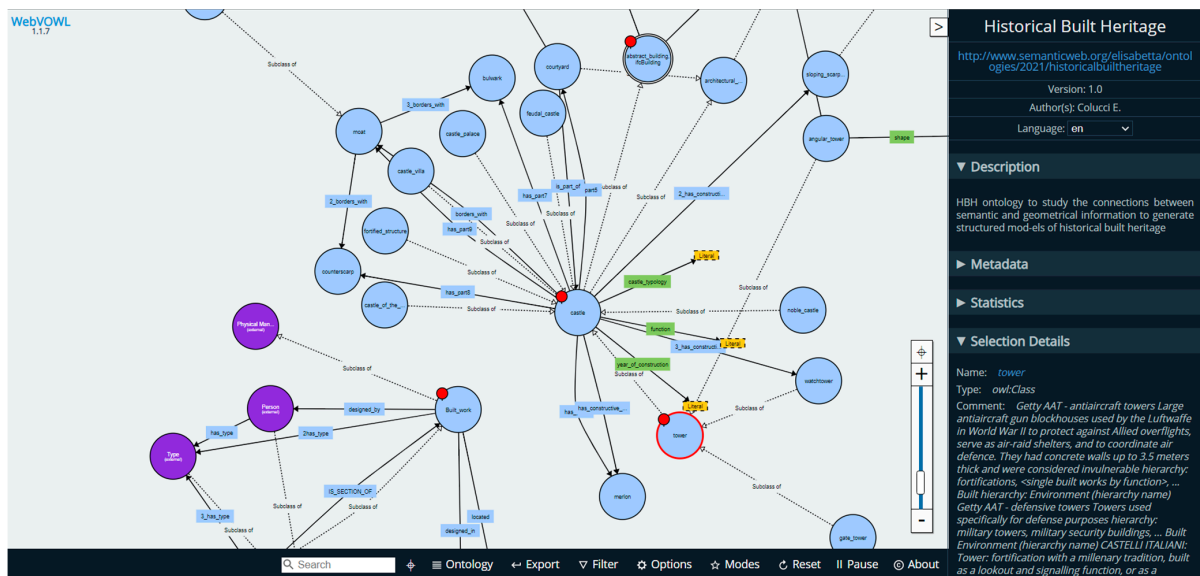 WebVOWL
1.1.7
Subclass of
bulwark
courtyard
abstract_building.
ifcBuilding
architectural_...
sloping_scarp...
>
3_borders_with
feudal_castle
moat
castle_palace
angular_tower
shape
castle_villa
2_borders_with
has_part7
is_part_of
part5
Subclass of
Subclass of
2_has_constructi...
borders_with
Subclass of
Subclass of
has_part9
Subclass of
fortified_structure
Subclass of
counterscarp
Literal
castle_typology
has_part8
Subclass of
castle_of_the_...
Subclass of
castle
Subclass of
noble_castle
Physical Man...
(external)
function
3_has_constructi...
Literal
year_of_construction
Subclass of
Subclass of
watchtower
Person
(external)
designed_by
Built_work
has_constructive_...
Literal
Subclass of
has_type
2has_type
tower
Type
(external)
Subclass of
IS_SECTION_OF
merlon
3_has_type
Subclass of
Subclass of
located
designed_in
gate_tower
+
-
Search
Ontology
Export
Filter
Options
Modes
Reset
Pause
About
Historical Built Heritage
http://www.semanticweb.org/elisabetta/ontol
ogies/2021/historicalbuiltheritage
Version: 1.0
Author(s): Colucci E.
Language: en
Description
HBH ontology to study the connections between
semantic and geometrical information to generate
structured mod-els of historical built heritage
Metadata
Statistics
Selection Details
Name: tower
Type: owl:Class
Comment: Getty AAT - antiaircraft towers Large
antiaircraft gun blockhouses used by the Luftwaffe
in World War II to protect against Allied overflights,
serve as air-raid shelters, and to coordinate air
defence. They had concrete walls up to 3.5 meters
thick and were considered invulnerable hierarchy:
fortifications, <single built works by function>, ...
Built hierarchy: Environment (hierarchy name)
Getty AAT - defensive towers Towers used
specifically for defense purposes hierarchy:
military towers, military security buildings, ... Built
Environment (hierarchy name) CASTELLI ITALIANI:
Tower: fortification with a millenary tradition, built
as a lookout and signalling function, or as a